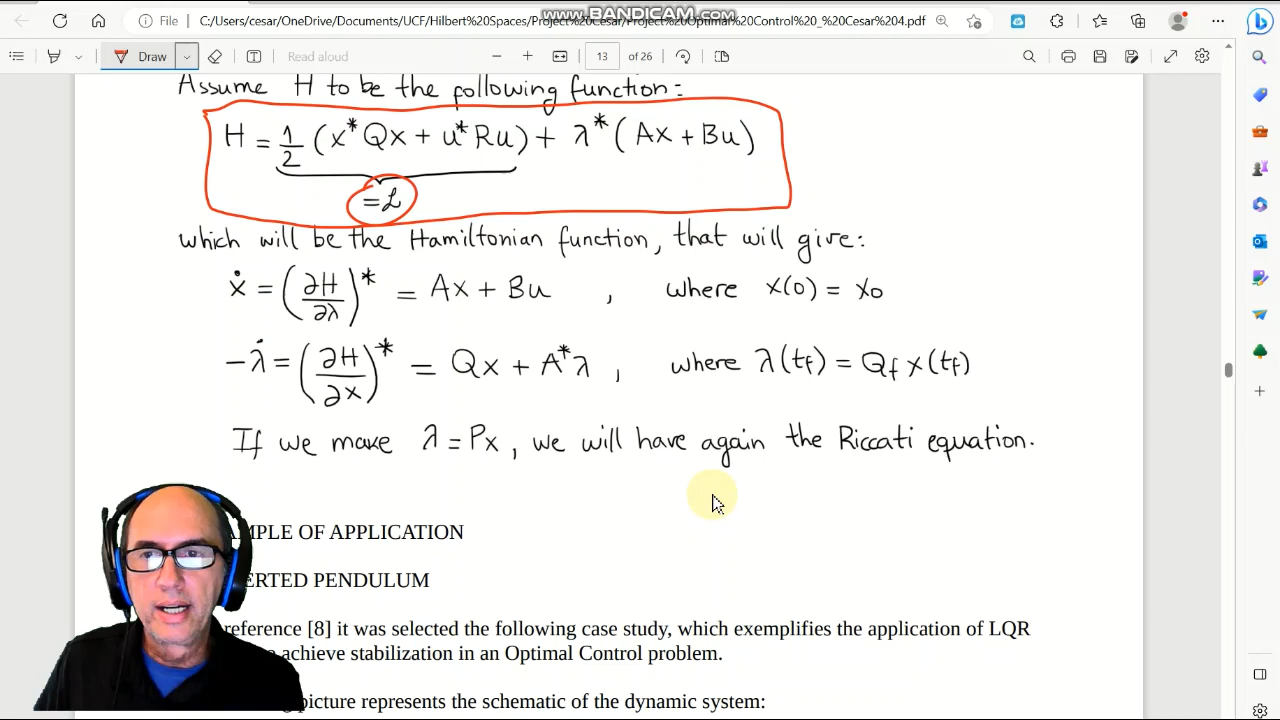 www.BANDICAM.com
File C:/Users/cesar/OneDrive/Documents/UCF/Hilbert%20Spaces/Project%20Optimal%20Control%20_%20Cesar%204.pdf
Draw Read aloud 13 of 26
Assume H to be the following function:
H = 1/2 (x*Qx + u*Ru) + λ*(Ax + Bu)
= ℒ
which will be the Hamiltonian function, that will give:
ẋ = (∂H/∂λ)* = Ax + Bu , where x(0) = x0
-λ̇ = (∂H/∂x)* = Qx + A*λ , where λ(tf) = Qf x(tf)
If we make λ = Px, we will have again the Riccati equation.
MPLE OF APPLICATION
ERTED PENDULUM
reference [8] it was selected the following case study, which exemplifies the application of LQR
achieve stabilization in an Optimal Control problem.
picture represents the schematic of the dynamic system: